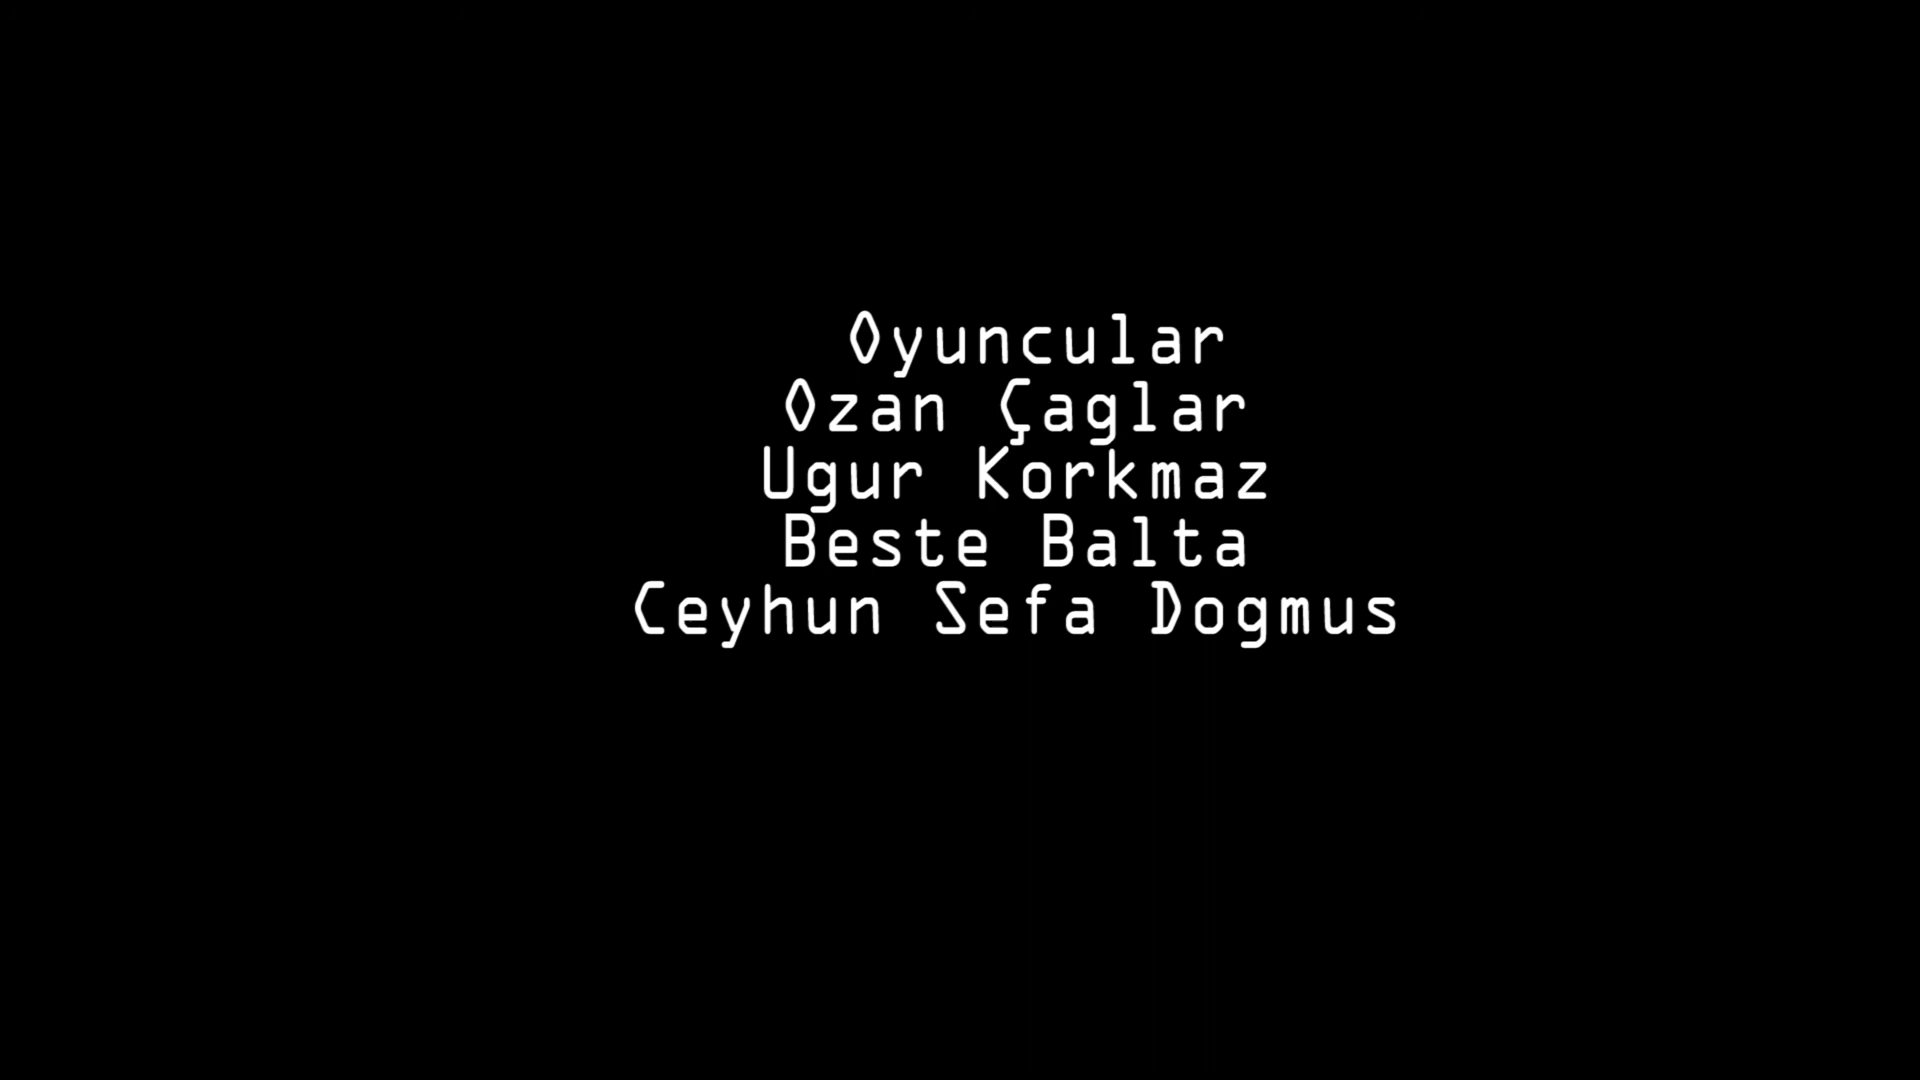 Oyuncular
Ozan Çaglar
Ugur Korkmaz
Beste Balta
Ceyhun Sefa Dogmus